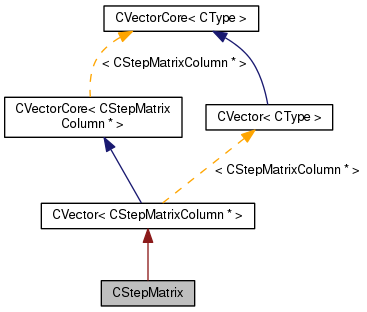 CVectorCore< CType >
< CStepMatrixColumn * >
CVectorCore< CStepMatrix
Column * >
CVector< CType >
< CStepMatrixColumn * >
CVector< CStepMatrixColumn * >
CStepMatrix